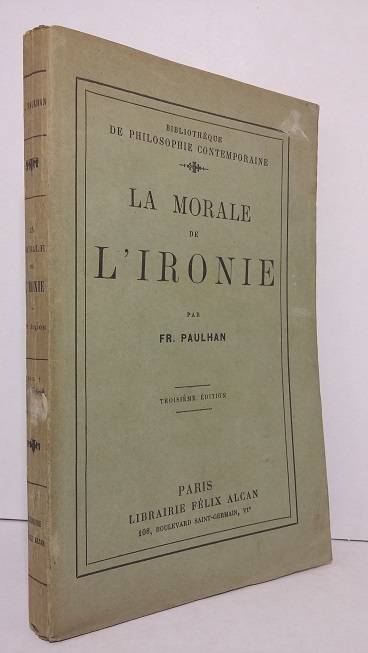 BIBLIOTHÈQUE
DE PHILOSOPHIE CONTEMPORAINE
LA MORALE
DE
L'IRONIE
PAR
FR. PAULHAN
TROISIÈME ÉDITION
PARIS
LIBRAIRIE FÉLIX ALCAN
108, BOULEVARD SAINT-GERMAIN, VIe
PAULHAN